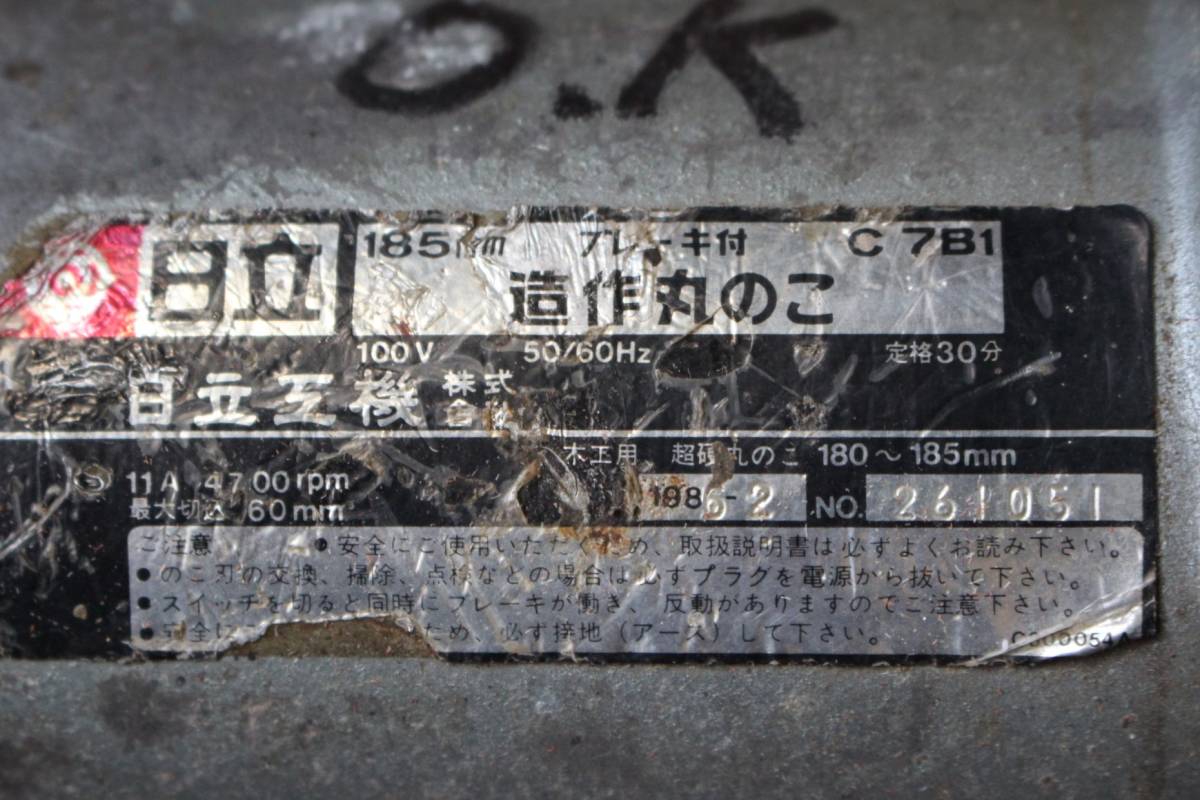 O.K
日立 185mm ブレーキ付 C 7B1
造作丸のこ
100V 50/60Hz 定格30分
日立工機 株式会社
木工用 超硬丸のこ 180～185mm
11A 4700rpm
最大切込 60mm 1986-2 NO. 261051
ご注意 ●安全にご使用いただくため、取扱説明書は必ずよくお読み下さい。
●のこ刃の交換、掃除、点検などの場合は必ずプラグを電源から抜いて下さい。
●スイッチを切ると同時にブレーキが働き、反動がありますのでご注意下さい。
● ため、必ず接地（アース）して下さい。
C300054A